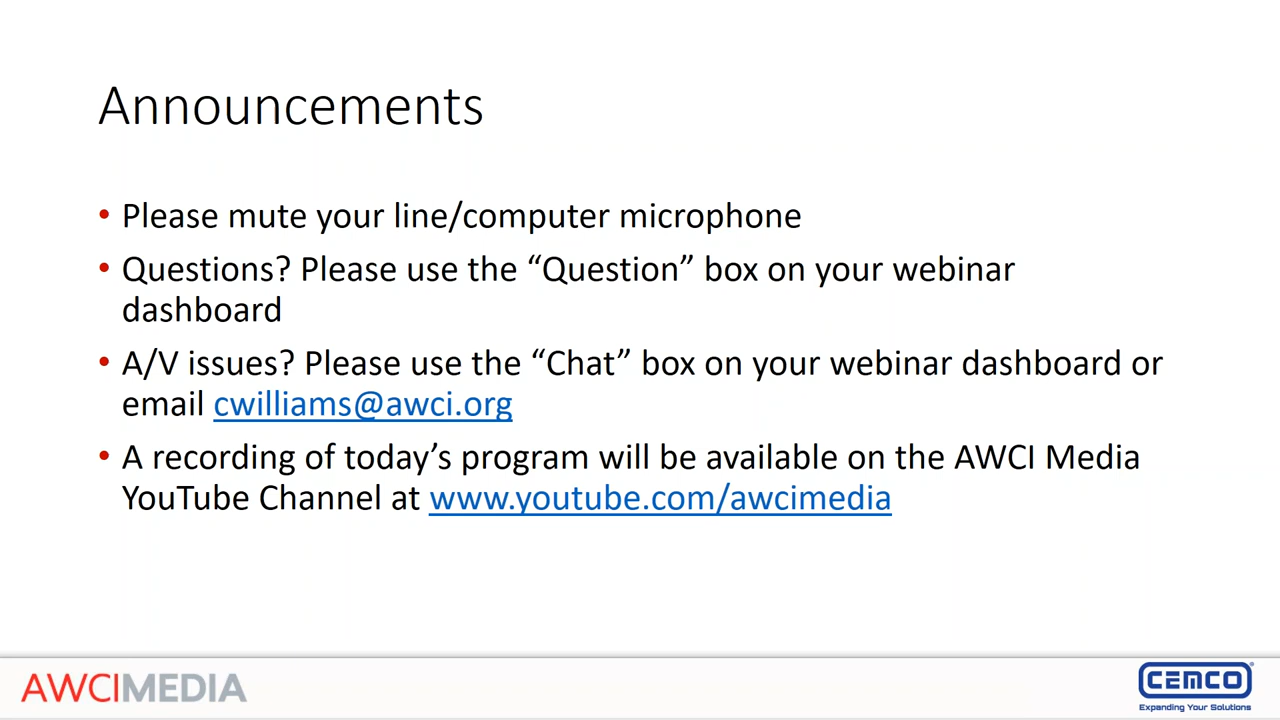 Announcements
• Please mute your line/computer microphone
• Questions? Please use the “Question” box on your webinar
dashboard
• A/V issues? Please use the “Chat” box on your webinar dashboard or
email cwilliams@awci.org
• A recording of today’s program will be available on the AWCI Media
YouTube Channel at www.youtube.com/awcimedia
AWCIMEDIA
CEMCO®
Expanding Your Solutions